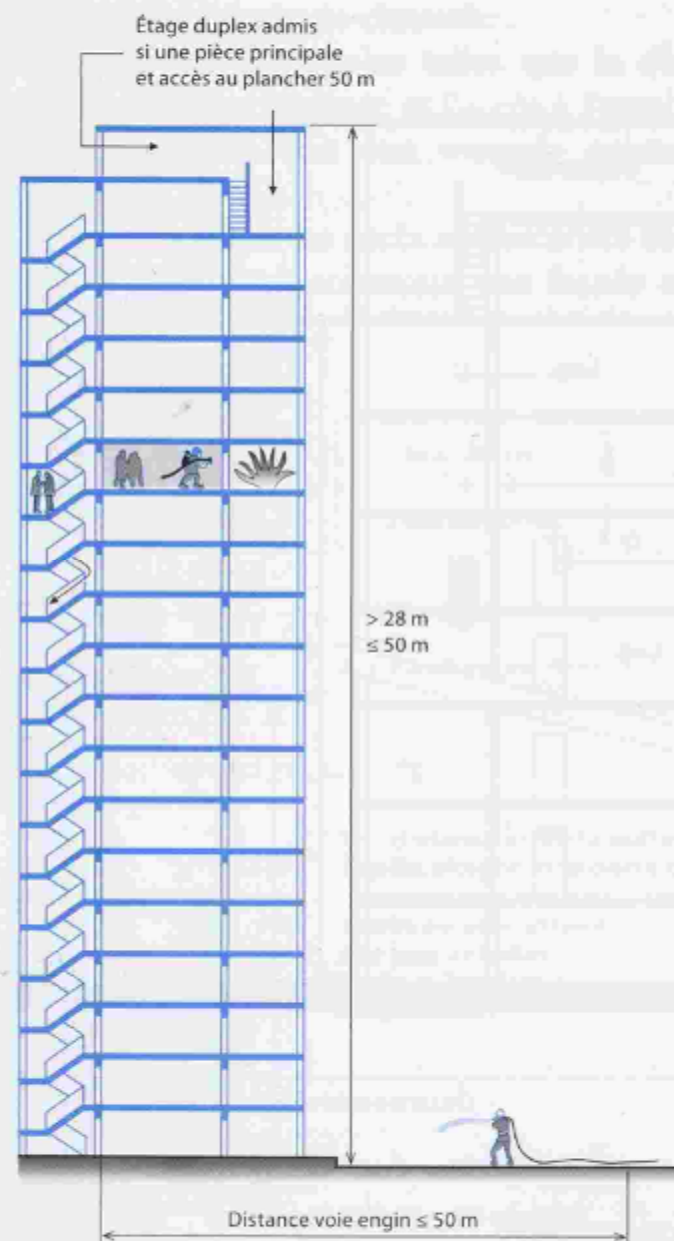 Étage duplex admis
si une pièce principale
et accès au plancher 50 m
> 28 m
≤ 50 m
Distance voie engin ≤ 50 m